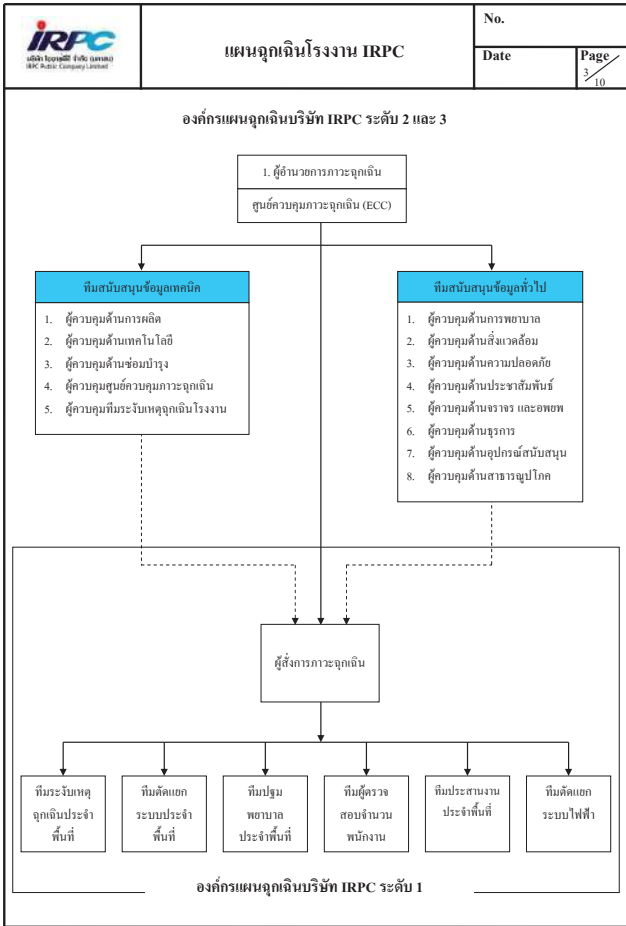 IRPC
บริษัท ไออาร์พีซี จำกัด (มหาชน)
IRPC Public Company Limited
แผนฉุกเฉินโรงงาน IRPC
No.
Date
Page
3/10
องค์กรแผนฉุกเฉินบริษัท IRPC ระดับ 2 และ 3
1. ผู้อำนวยการภาวะฉุกเฉิน
ศูนย์ควบคุมภาวะฉุกเฉิน (ECC)
ทีมสนับสนุนข้อมูลเทคนิค
1. ผู้ควบคุมด้านการผลิต
2. ผู้ควบคุมด้านเทคโนโลยี
3. ผู้ควบคุมด้านซ่อมบำรุง
4. ผู้ควบคุมศูนย์ควบคุมภาวะฉุกเฉิน
5. ผู้ควบคุมทีมระงับเหตุฉุกเฉินโรงงาน
ทีมสนับสนุนข้อมูลทั่วไป
1. ผู้ควบคุมด้านการพยาบาล
2. ผู้ควบคุมด้านสิ่งแวดล้อม
3. ผู้ควบคุมด้านความปลอดภัย
4. ผู้ควบคุมด้านประชาสัมพันธ์
5. ผู้ควบคุมด้านจราจร และอพยพ
6. ผู้ควบคุมด้านธุรการ
7. ผู้ควบคุมด้านอุปกรณ์สนับสนุน
8. ผู้ควบคุมด้านสาธารณูปโภค
ผู้สั่งการภาวะฉุกเฉิน
ทีมระงับเหตุ
ฉุกเฉินประจำ
พื้นที่
ทีมตัดแยก
ระบบประจำ
พื้นที่
ทีมปฐม
พยาบาล
ประจำพื้นที่
ทีมผู้ตรวจ
สอบจำนวน
พนักงาน
ทีมประสานงาน
ประจำพื้นที่
ทีมตัดแยก
ระบบไฟฟ้า
องค์กรแผนฉุกเฉินบริษัท IRPC ระดับ 1